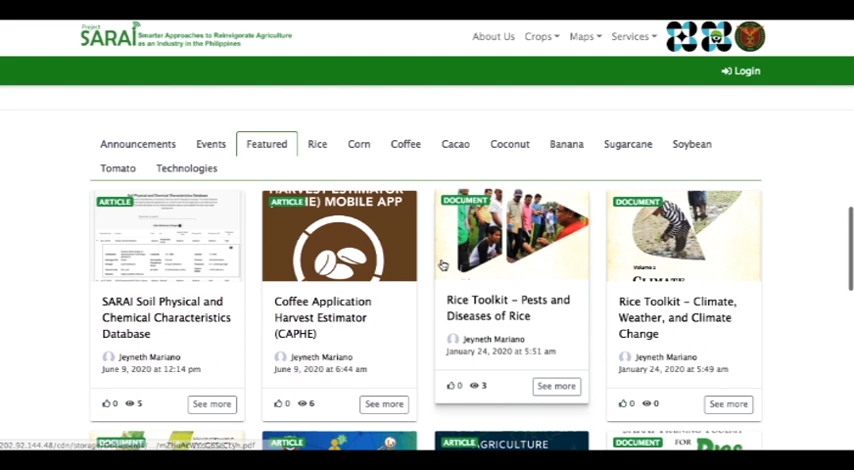 Project
SARAI
Smarter Approaches to Reinvigorate Agriculture
as an Industry in the Philippines
About Us Crops Maps Services
Login
Announcements Events Featured Rice Corn Coffee Cacao Coconut Banana Sugarcane Soybean
Tomato Technologies
ARTICLE
SARAI Soil Physical and
Chemical Characteristics
Database
Jeyneth Mariano
June 9, 2020 at 12:14 pm
0 5 See more
HARVEST ESTIMATOR
ARTICLE
MOBILE APP
Coffee Application
Harvest Estimator
(CAPHE)
Jeyneth Mariano
June 9, 2020 at 6:44 am
0 6 See more
DOCUMENT
Rice Toolkit – Pests and
Diseases of Rice
Jeyneth Mariano
January 24, 2020 at 5:51 am
0 3 See more
DOCUMENT
Volume 2
CLIMATE
Rice Toolkit – Climate,
Weather, and Climate
Change
Jeyneth Mariano
January 24, 2020 at 5:49 am
0 0 See more
DOCUMENT
ARTICLE
ARTICLE
AGRICULTURE
DOCUMENT
FOR